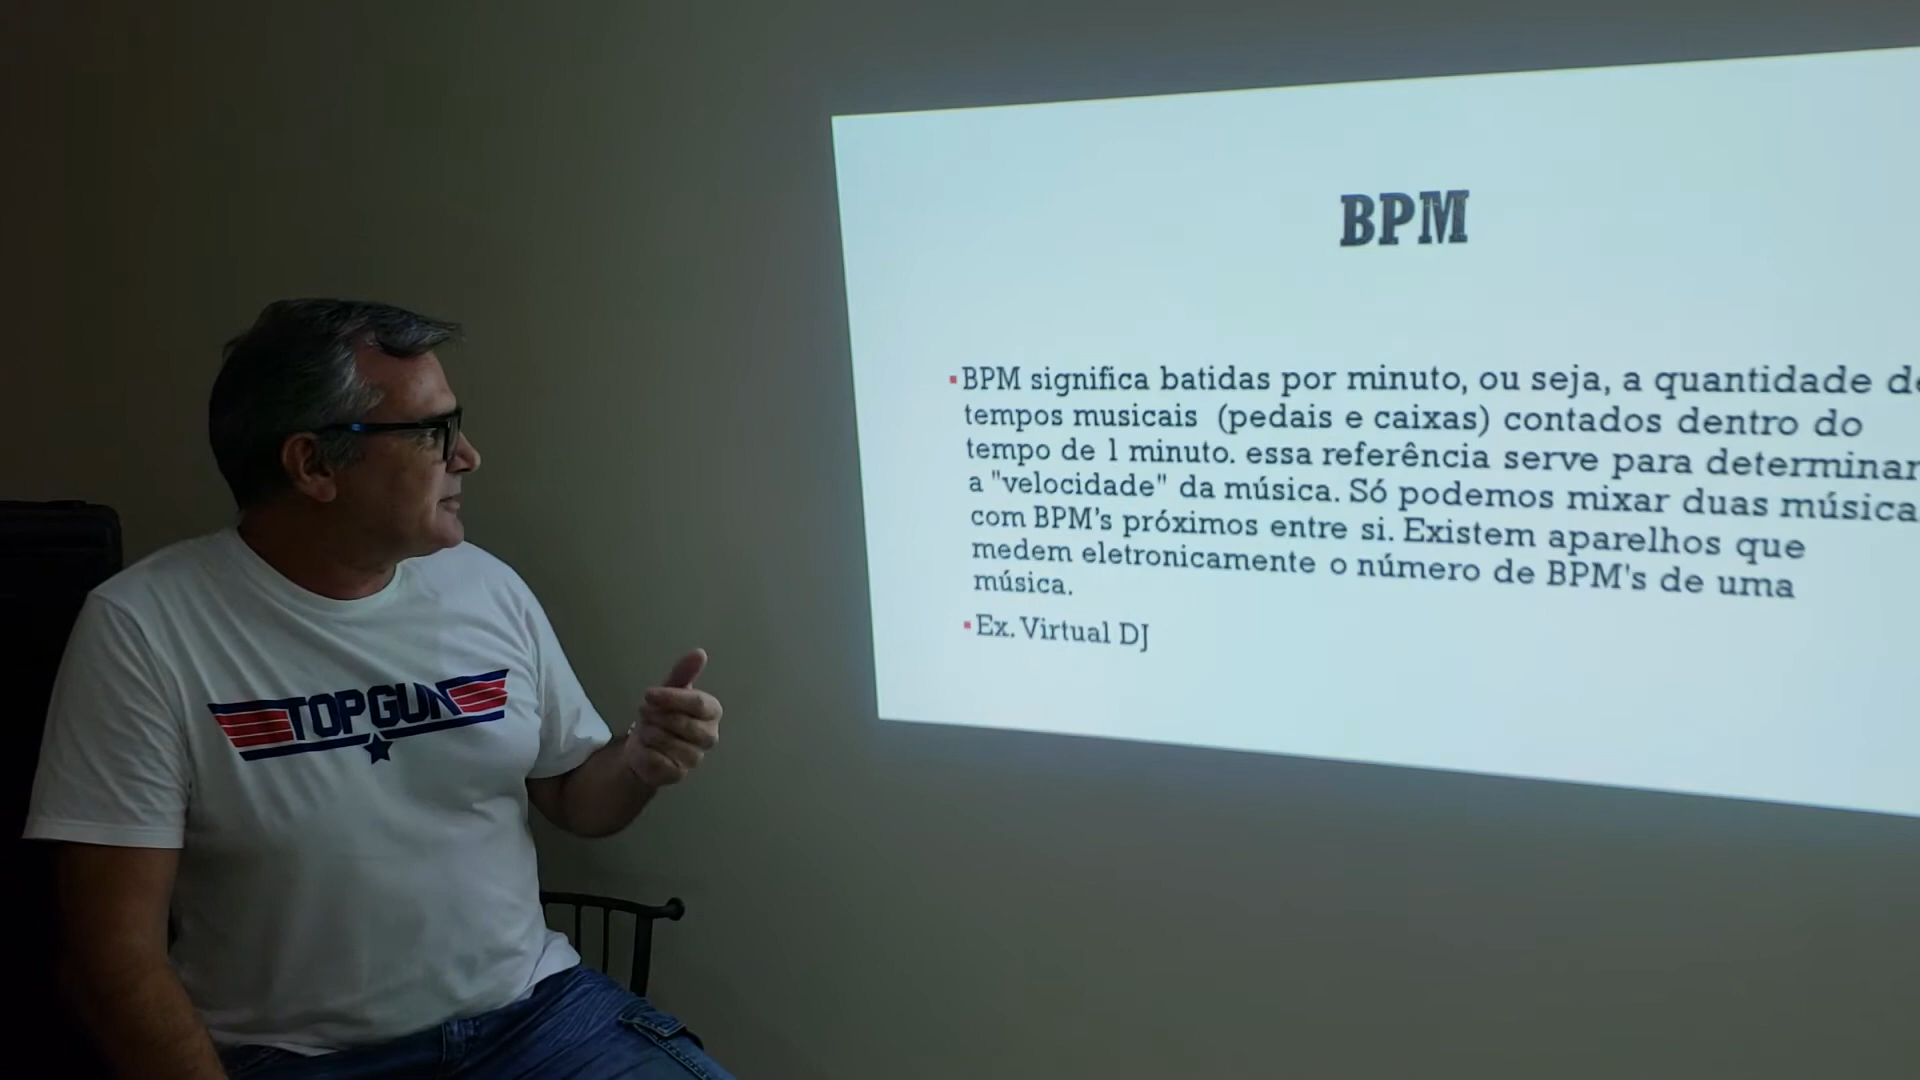 BPM
BPM significa batidas por minuto, ou seja, a quantidade de
tempos musicais (pedais e caixas) contados dentro do
tempo de 1 minuto. essa referência serve para determinar
a "velocidade" da música. Só podemos mixar duas música
com BPM's próximos entre si. Existem aparelhos que
medem eletronicamente o número de BPM's de uma
música.
Ex. Virtual DJ
TOP GUN